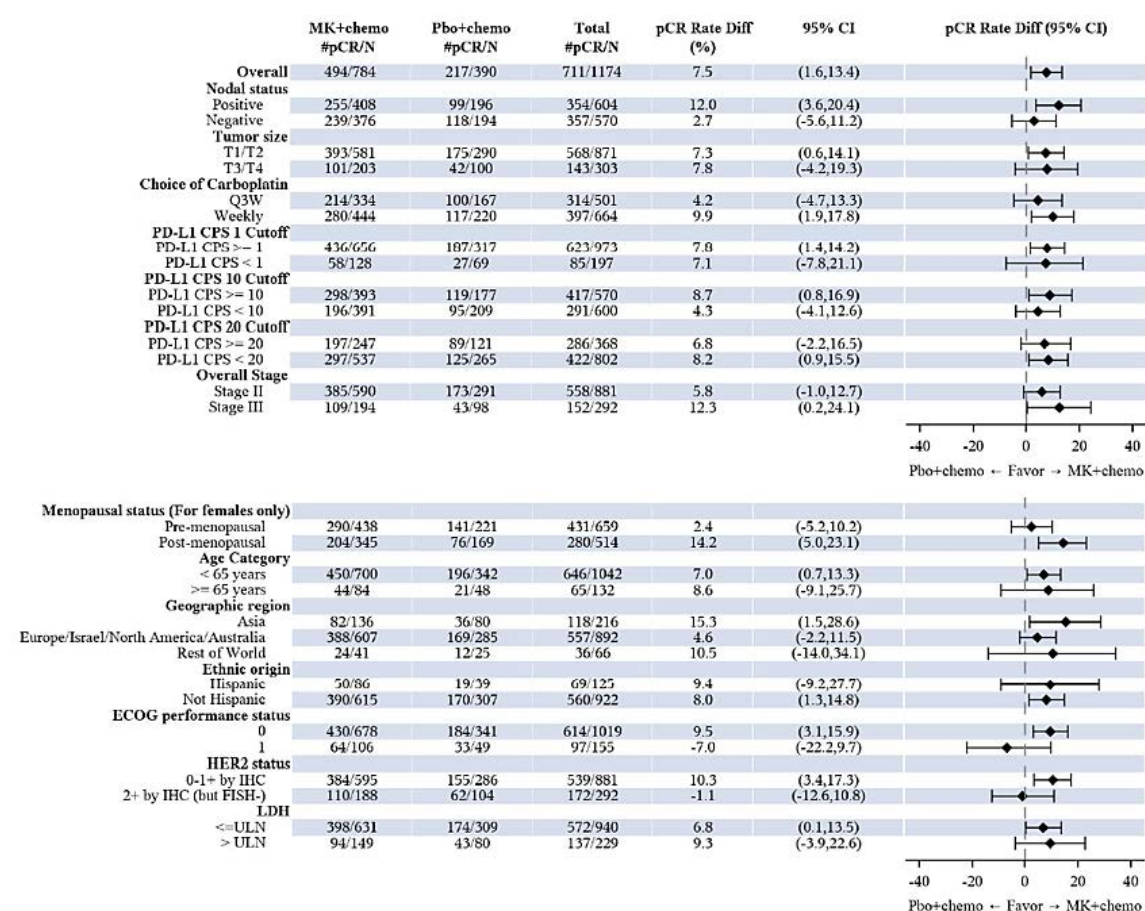 MK+chemo Pbo+chemo Total pCR Rate Diff 95% CI pCR Rate Diff (95% CI)
#pCR/N #pCR/N #pCR/N (%)
Overall 494/784 217/390 711/1174 7.5 (1.6,13.4)
Nodal status
Positive 255/408 99/196 354/604 12.0 (3.6,20.4)
Negative 239/376 118/194 357/570 2.7 (-5.6,11.2)
Tumor size
T1/T2 393/581 175/290 568/871 7.3 (0.6,14.1)
T3/T4 101/203 42/100 143/303 7.8 (-4.2,19.3)
Choice of Carboplatin
Q3W 214/334 100/167 314/501 4.2 (-4.7,13.3)
Weekly 280/444 117/220 397/664 9.9 (1.9,17.8)
PD-L1 CPS 1 Cutoff
PD-L1 CPS >= 1 436/656 187/317 623/973 7.8 (1.4,14.2)
PD-L1 CPS < 1 58/128 27/69 85/197 7.1 (-7.8,21.1)
PD-L1 CPS 10 Cutoff
PD-L1 CPS >= 10 298/393 119/177 417/570 8.7 (0.8,16.9)
PD-L1 CPS < 10 196/391 95/209 291/600 4.3 (-4.1,12.6)
PD-L1 CPS 20 Cutoff
PD-L1 CPS >= 20 197/247 89/121 286/368 6.8 (-2.2,16.5)
PD-L1 CPS < 20 297/537 125/265 422/802 8.2 (0.9,15.5)
Overall Stage
Stage II 385/590 173/291 558/881 5.8 (-1.0,12.7)
Stage III 109/194 43/98 152/292 12.3 (0.2,24.1)
-40 -20 0 20 40
Pbo+chemo ← Favor → MK+chemo
Menopausal status (For females only)
Pre-menopausal 290/438 141/221 431/659 2.4 (-5.2,10.2)
Post-menopausal 204/345 76/169 280/514 14.2 (5.0,23.1)
Age Category
< 65 years 450/700 196/342 646/1042 7.0 (0.7,13.3)
>= 65 years 44/84 21/48 65/132 8.6 (-9.1,25.7)
Geographic region
Asia 82/136 36/80 118/216 15.3 (1.5,28.6)
Europe/Israel/North America/Australia 388/607 169/285 557/892 4.6 (-2.2,11.5)
Rest of World 24/41 12/25 36/66 10.5 (-14.0,34.1)
Ethnic origin
Hispanic 50/86 19/39 69/125 9.4 (-9.2,27.7)
Not Hispanic 390/615 170/307 560/922 8.0 (1.3,14.8)
ECOG performance status
0 430/678 184/341 614/1019 9.5 (3.1,15.9)
1 64/106 33/49 97/155 -7.0 (-22.2,9.7)
HER2 status
0-1+ by IHC 384/595 155/286 539/881 10.3 (3.4,17.3)
2+ by IHC (but FISH-) 110/188 62/104 172/292 -1.1 (-12.6,10.8)
LDH
<=ULN 398/631 174/309 572/940 6.8 (0.1,13.5)
> ULN 94/149 43/80 137/229 9.3 (-3.9,22.6)
-40 -20 0 20 40
Pbo+chemo ← Favor → MK+chemo